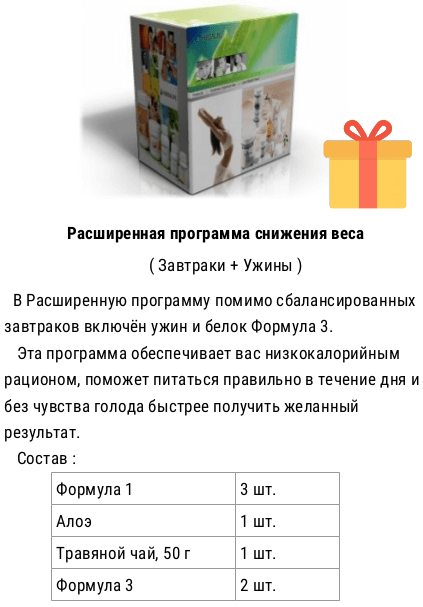 Расширенная программа снижения веса
( Завтраки + Ужины )
В Расширенную программу помимо сбалансированных
завтраков включён ужин и белок Формула 3.
Эта программа обеспечивает вас низкокалорийным
рационом, поможет питаться правильно в течение дня и
без чувства голода быстрее получить желанный
результат.
Состав :
Формула 1 3 шт.
Алоэ 1 шт.
Травяной чай, 50 г 1 шт.
Формула 3 2 шт.